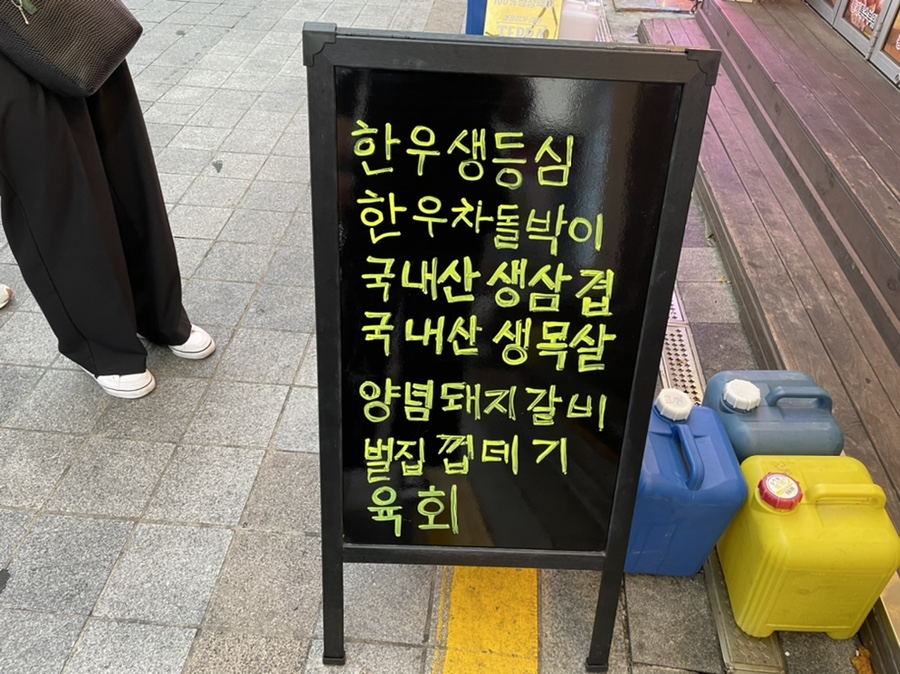 한우생등심
한우차돌박이
국내산 생삼겹
국내산 생목살
양념돼지갈비
벌집껍데기
육회
TERRA